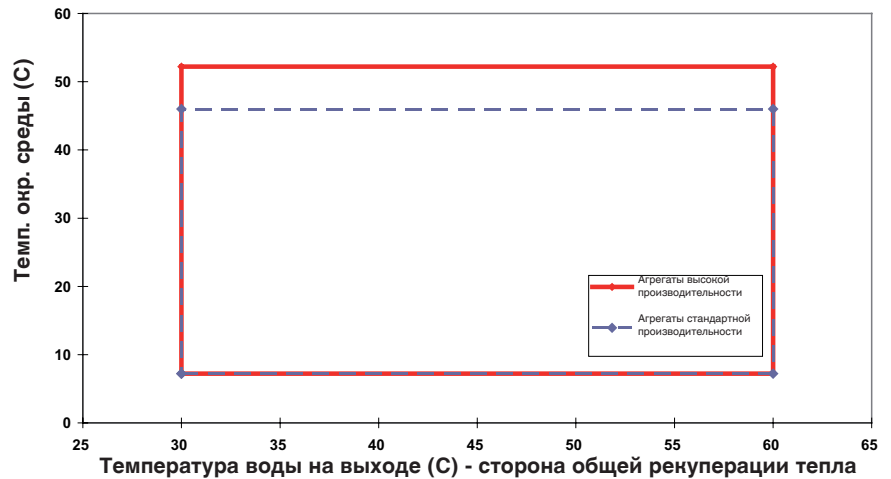 60
50
40
30
20
10
0
Темп. окр. среды (С)
Агрегаты высокой
производительности
Агрегаты стандартной
производительности
25 30 35 40 45 50 55 60 65
Температура воды на выходе (С) - сторона общей рекуперации тепла